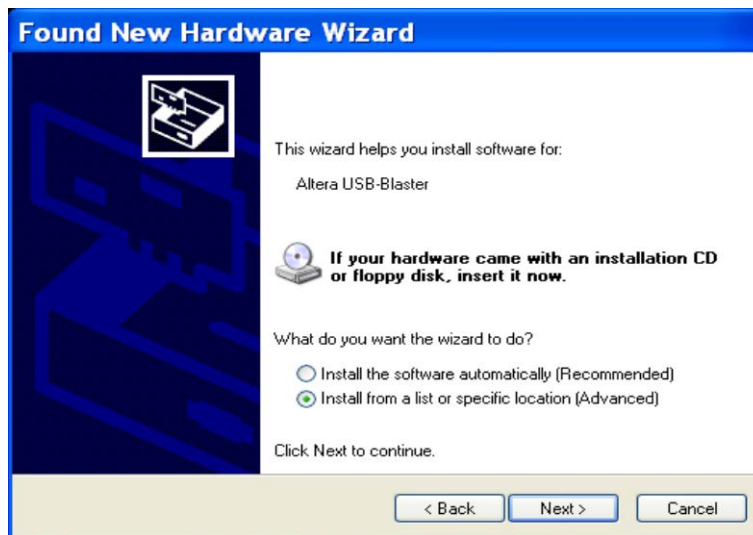 Found New Hardware Wizard
This wizard helps you install software for:
Altera USB-Blaster
If your hardware came with an installation CD
or floppy disk, insert it now.
What do you want the wizard to do?
Install the software automatically (Recommended)
Install from a list or specific location (Advanced)
Click Next to continue.
< Back Next > Cancel